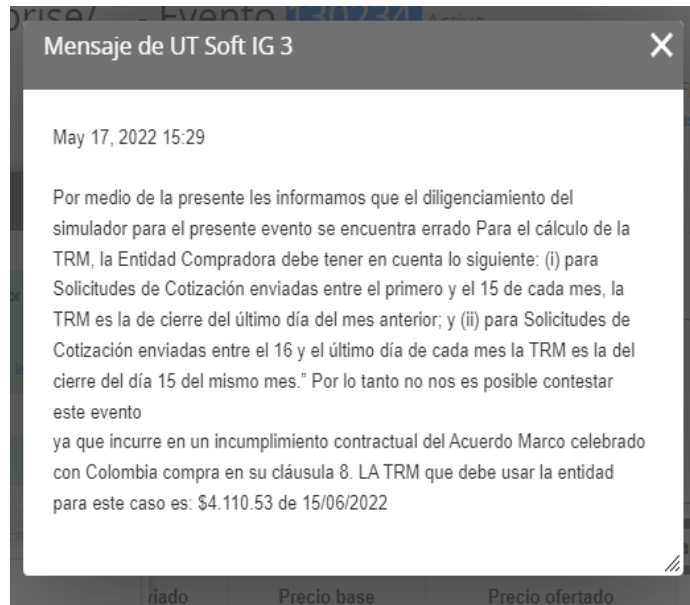 - Evento 130234 Activo
Mensaje de UT Soft IG 3
May 17, 2022 15:29
Por medio de la presente les informamos que el diligenciamiento del
simulador para el presente evento se encuentra errado Para el cálculo de la
TRM, la Entidad Compradora debe tener en cuenta lo siguiente: (i) para
Solicitudes de Cotización enviadas entre el primero y el 15 de cada mes, la
TRM es la de cierre del último día del mes anterior; y (ii) para Solicitudes de
Cotización enviadas entre el 16 y el último día de cada mes la TRM es la del
cierre del día 15 del mismo mes.” Por lo tanto no nos es posible contestar
este evento
ya que incurre en un incumplimiento contractual del Acuerdo Marco celebrado
con Colombia compra en su cláusula 8. LA TRM que debe usar la entidad
para este caso es: $4.110.53 de 15/06/2022
Precio base Precio ofertado